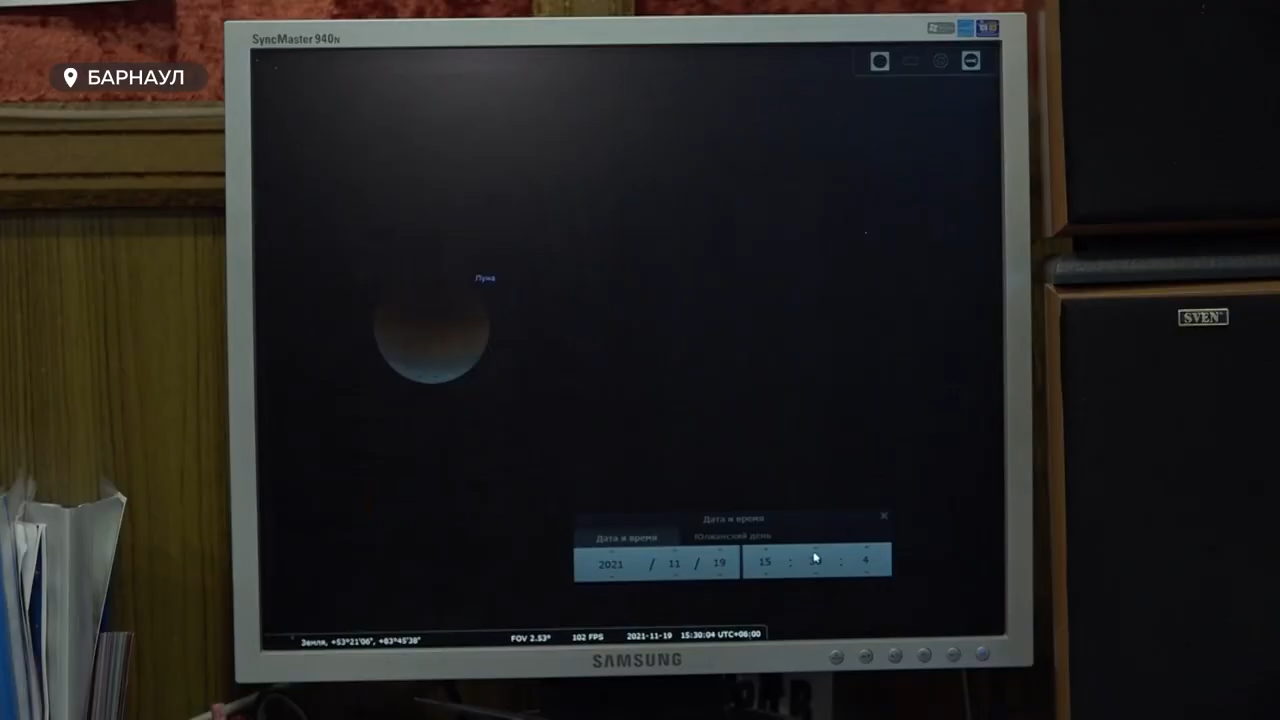 SyncMaster 940N
БАРНАУЛ
Луна
SVEN
Дата и время
Дата и время
Юлианский день
2021 / 11 / 19 15 : 30 : 4
Земля, +53°21'06", +83°45'38" FOV 2.53° 102 FPS 2021-11-19 15:30:04 UTC+06:00
SAMSUNG